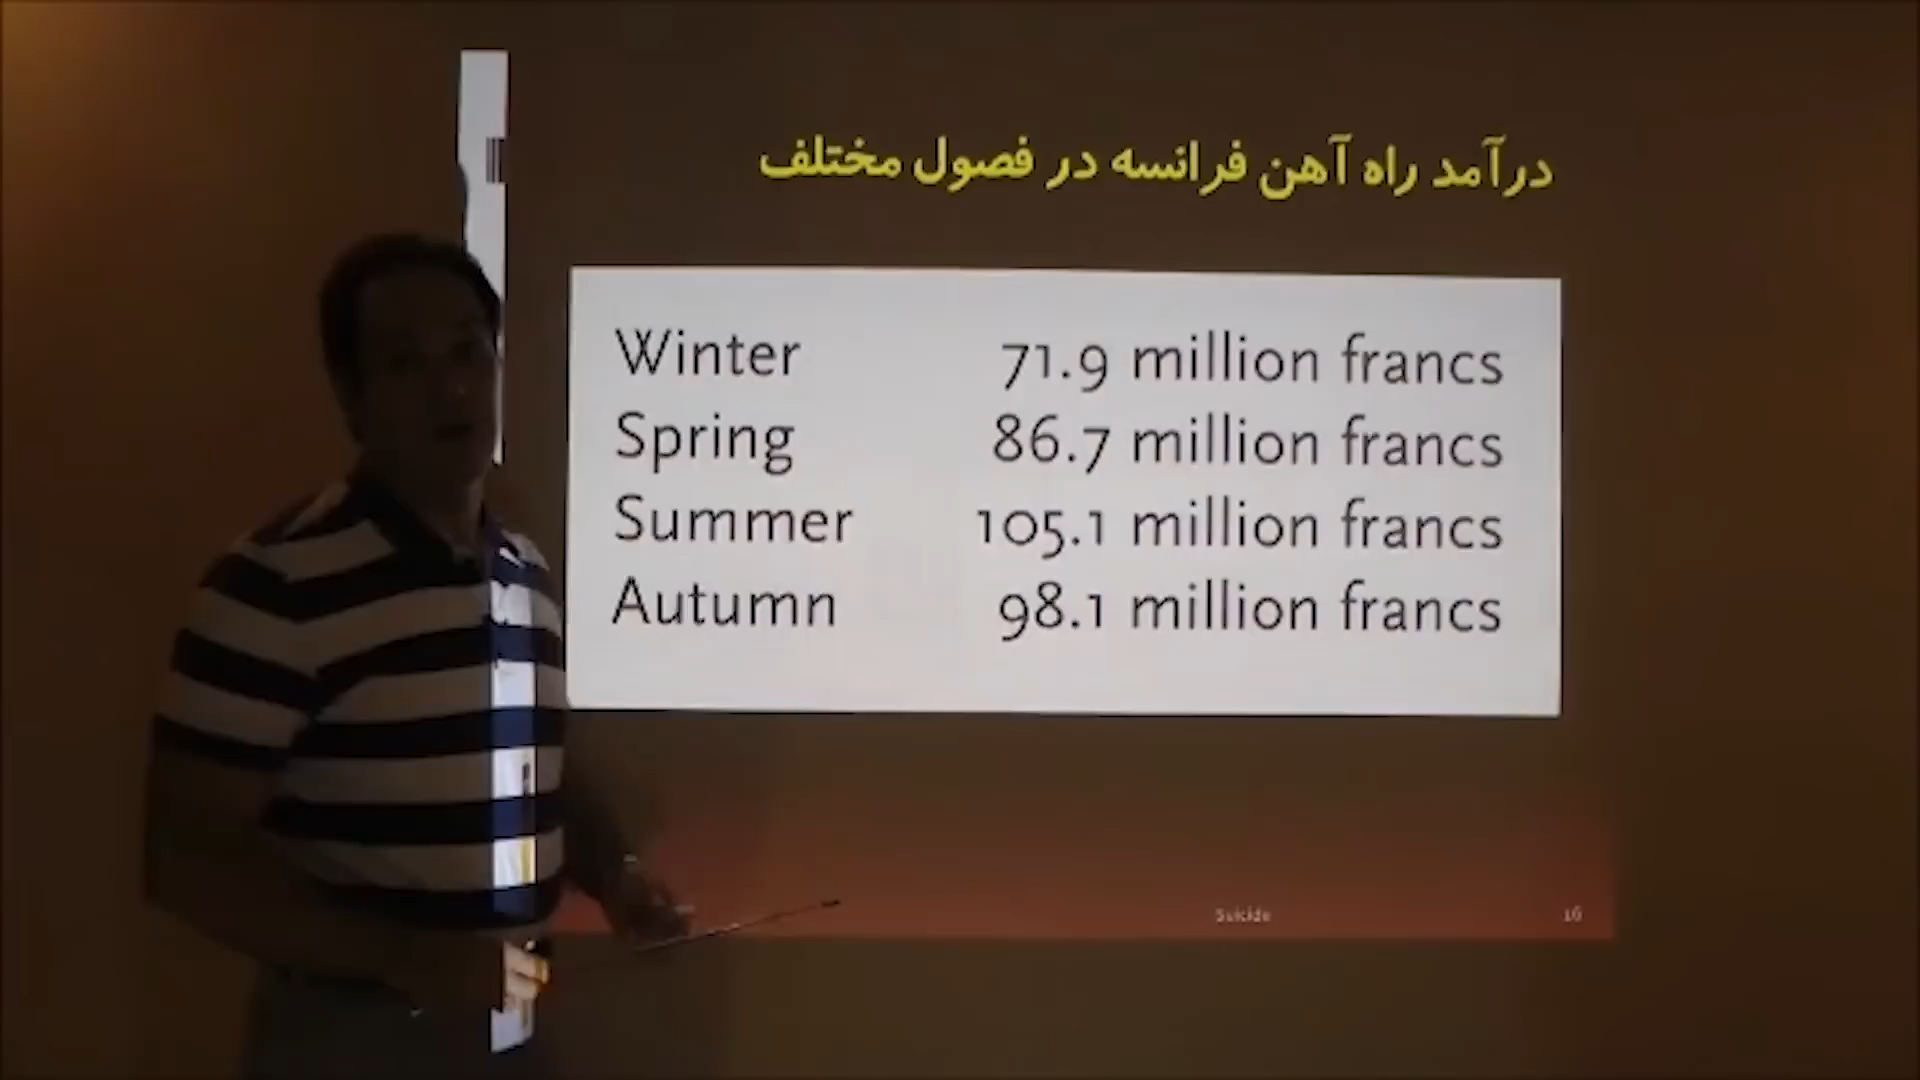 درآمد راه آهن فرانسه در فصول مختلف
Winter 71.9 million francs
Spring 86.7 million francs
Summer 105.1 million francs
Autumn 98.1 million francs
Suicide 16